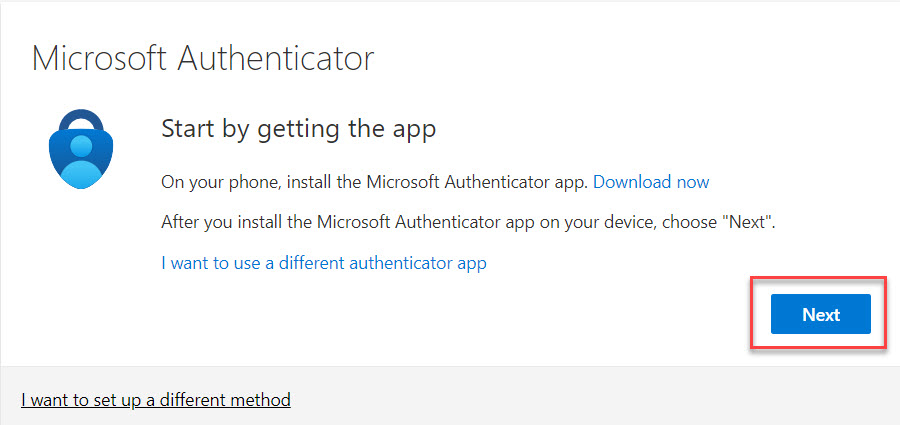 Microsoft Authenticator
Start by getting the app
On your phone, install the Microsoft Authenticator app. Download now
After you install the Microsoft Authenticator app on your device, choose "Next".
I want to use a different authenticator app
Next
I want to set up a different method